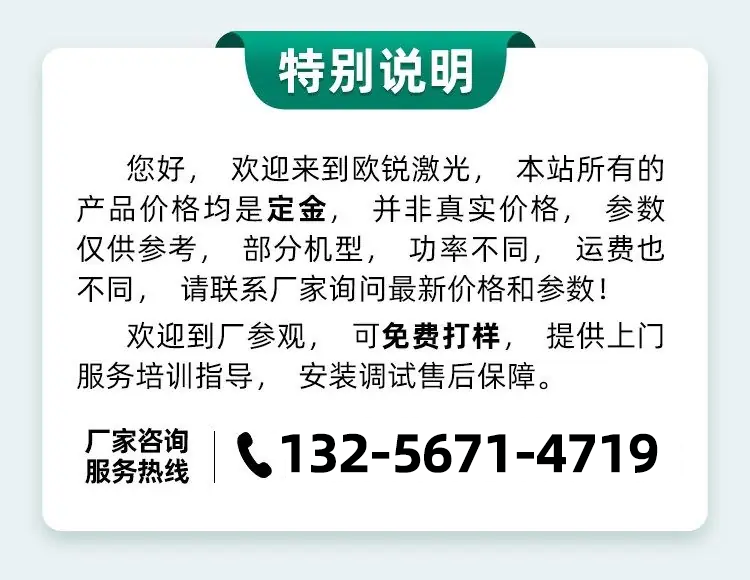 特别说明
您好， 欢迎来到欧锐激光， 本站所有的
产品价格均是定金， 并非真实价格， 参数
仅供参考， 部分机型， 功率不同， 运费也
不同， 请联系厂家询问最新价格和参数！
欢迎到厂参观， 可免费打样， 提供上门
服务培训指导， 安装调试售后保障。
厂家咨询
服务热线
132-5671-4719